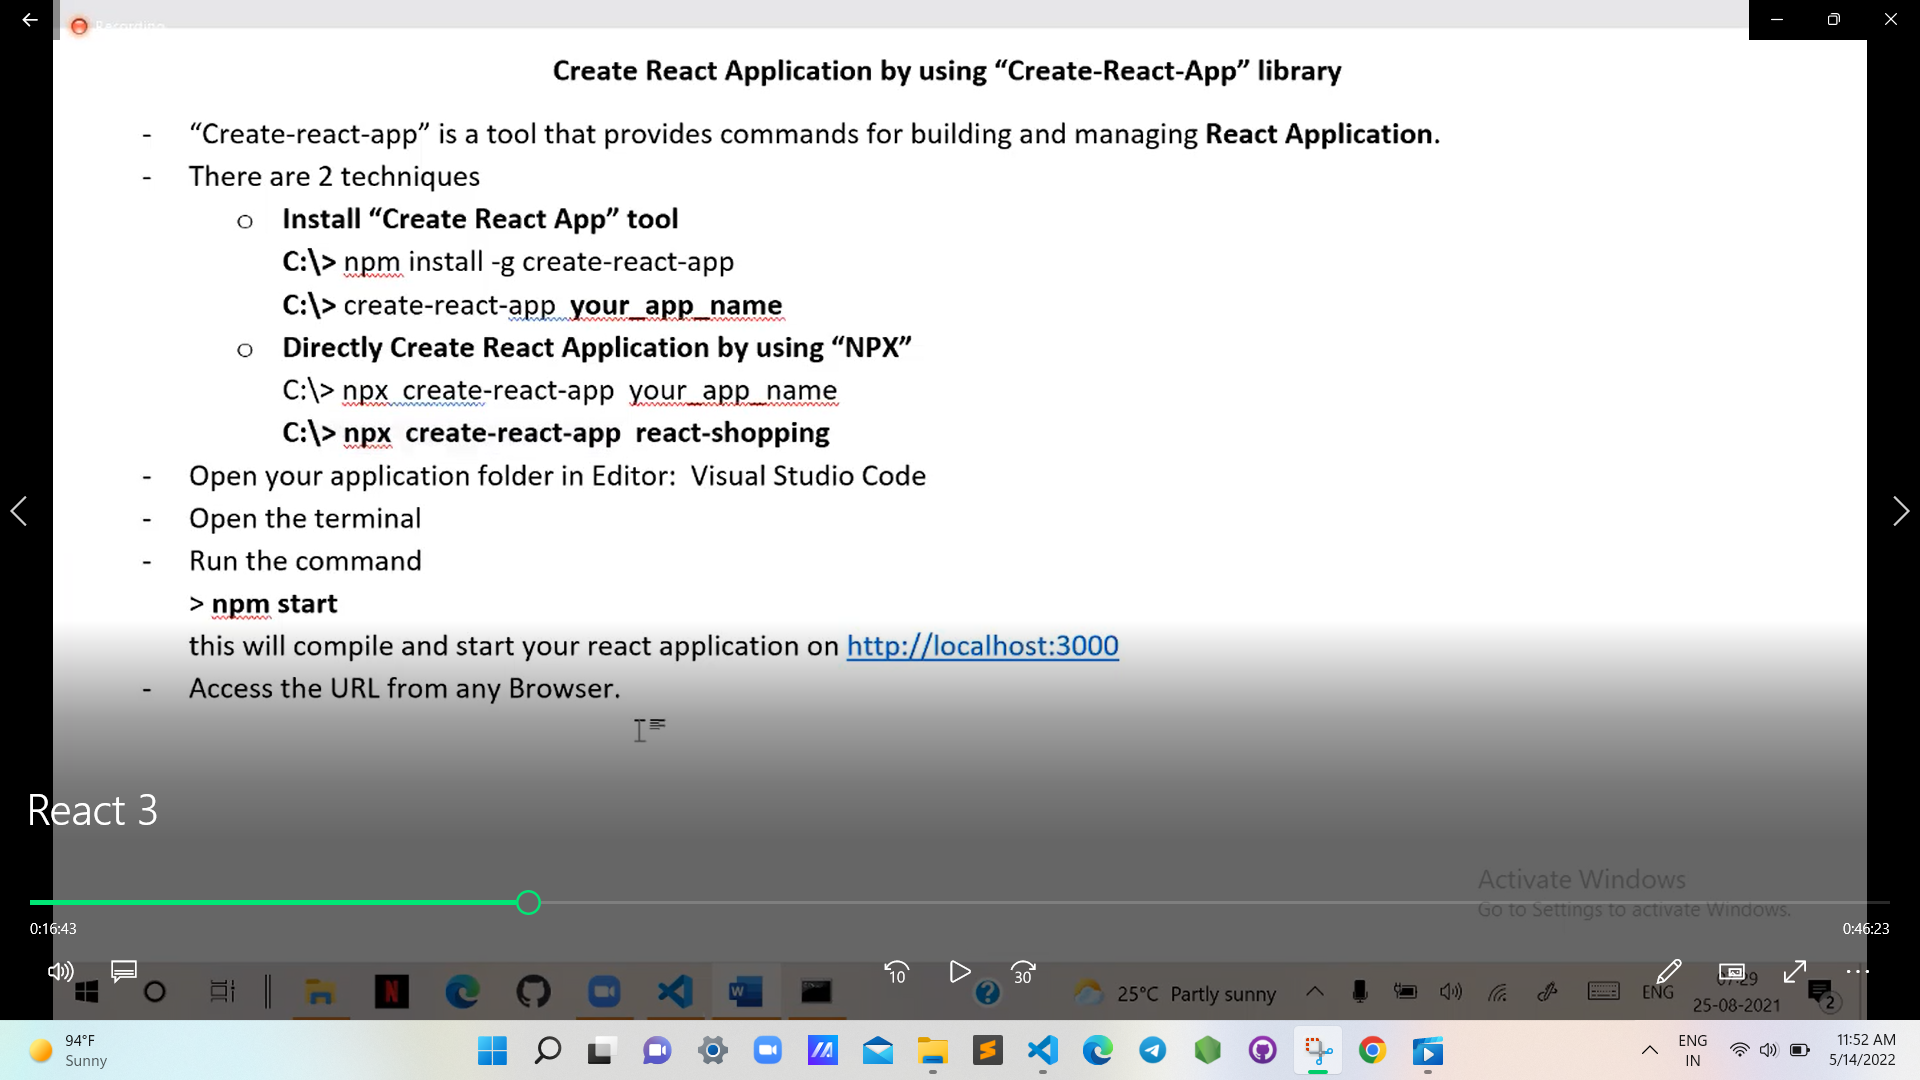 Recording
Create React Application by using “Create-React-App” library
- “Create-react-app” is a tool that provides commands for building and managing React Application.
- There are 2 techniques
o Install “Create React App” tool
C:\> npm install -g create-react-app
C:\> create-react-app your_app_name
o Directly Create React Application by using “NPX”
C:\> npx create-react-app your_app_name
C:\> npx create-react-app react-shopping
- Open your application folder in Editor: Visual Studio Code
- Open the terminal
- Run the command
> npm start
this will compile and start your react application on http://localhost:3000
- Access the URL from any Browser.
React 3
Activate Windows
Go to Settings to activate Windows.
0:16:43
0:46:23
10
30
N
25°C Partly sunny
ENG
07:29
25-08-2021
2
94°F
Sunny
ENG
IN
11:52 AM
5/14/2022